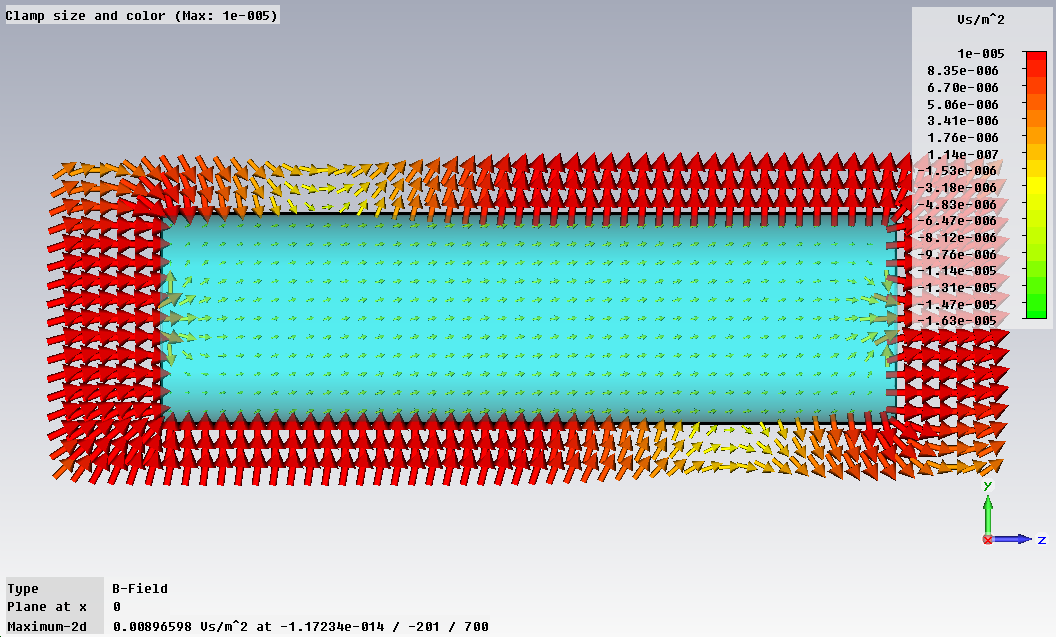 Clamp size and color (Max: 1e-005)
Vs/m^2
1e-005
8.35e-006
6.70e-006
5.06e-006
3.41e-006
1.76e-006
1.14e-007
-1.53e-006
-3.18e-006
-4.83e-006
-6.47e-006
-8.12e-006
-9.76e-006
-1.14e-005
-1.31e-005
-1.47e-005
-1.63e-005
y
z
Type B-Field
Plane at x 0
Maximum-2d 0.00896598 Vs/m^2 at -1.17234e-014 / -201 / 700